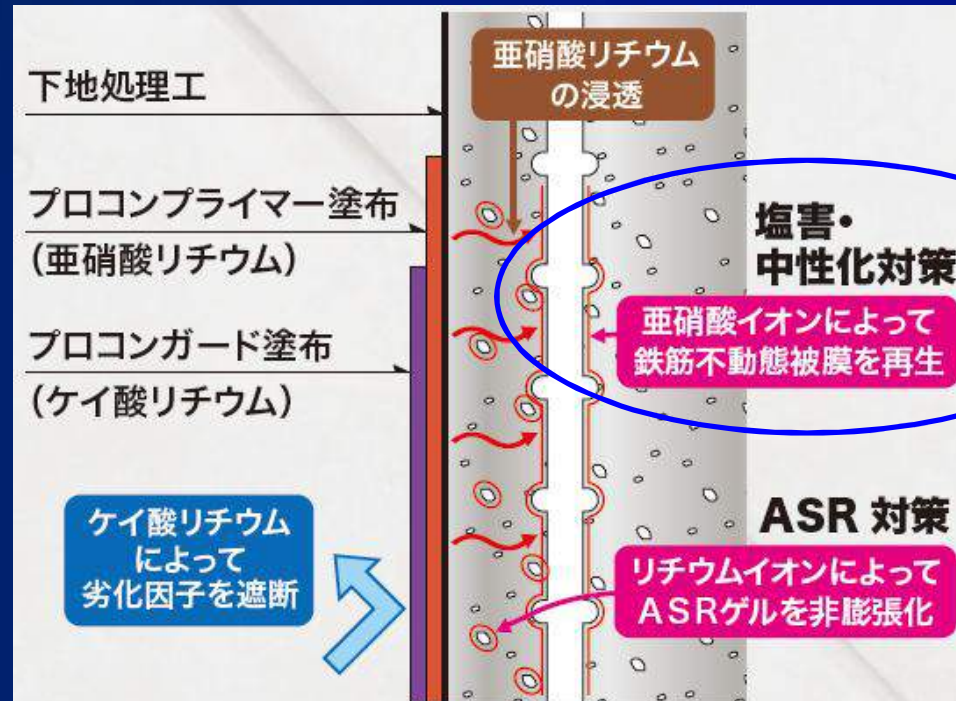 下地処理工
プロコンプライマー塗布
(亜硝酸リチウム)
プロコンガード塗布
(ケイ酸リチウム)
ケイ酸リチウム
によって
劣化因子を遮断
亜硝酸リチウム
の浸透
塩害・
中性化対策
亜硝酸イオンによって
鉄筋不動態被膜を再生
ASR 対策
リチウムイオンによって
ASRゲルを非膨張化